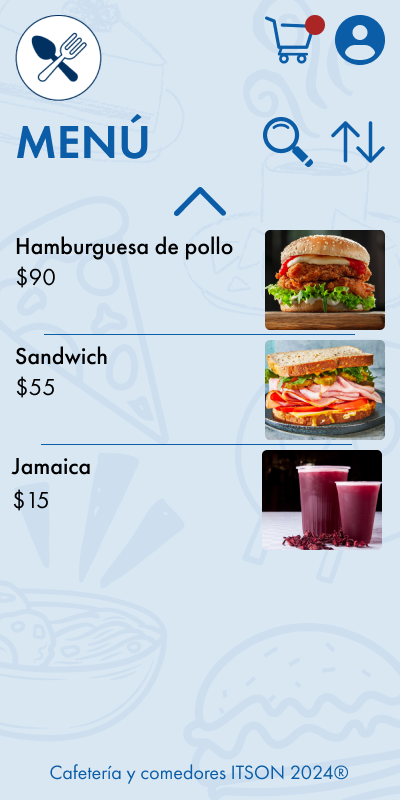 MENÚ
Hamburguesa de pollo
$90
Sandwich
$55
Jamaica
$15
Cafetería y comedores ITSON 2024®